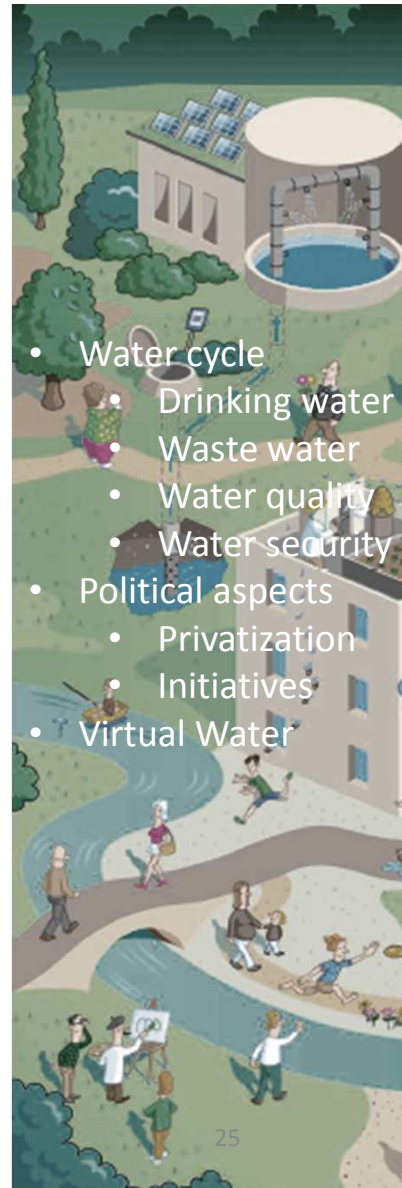 • Water cycle
• Drinking water
• Waste water
• Water quality
• Water security
• Political aspects
• Privatization
• Initiatives
• Virtual Water
25